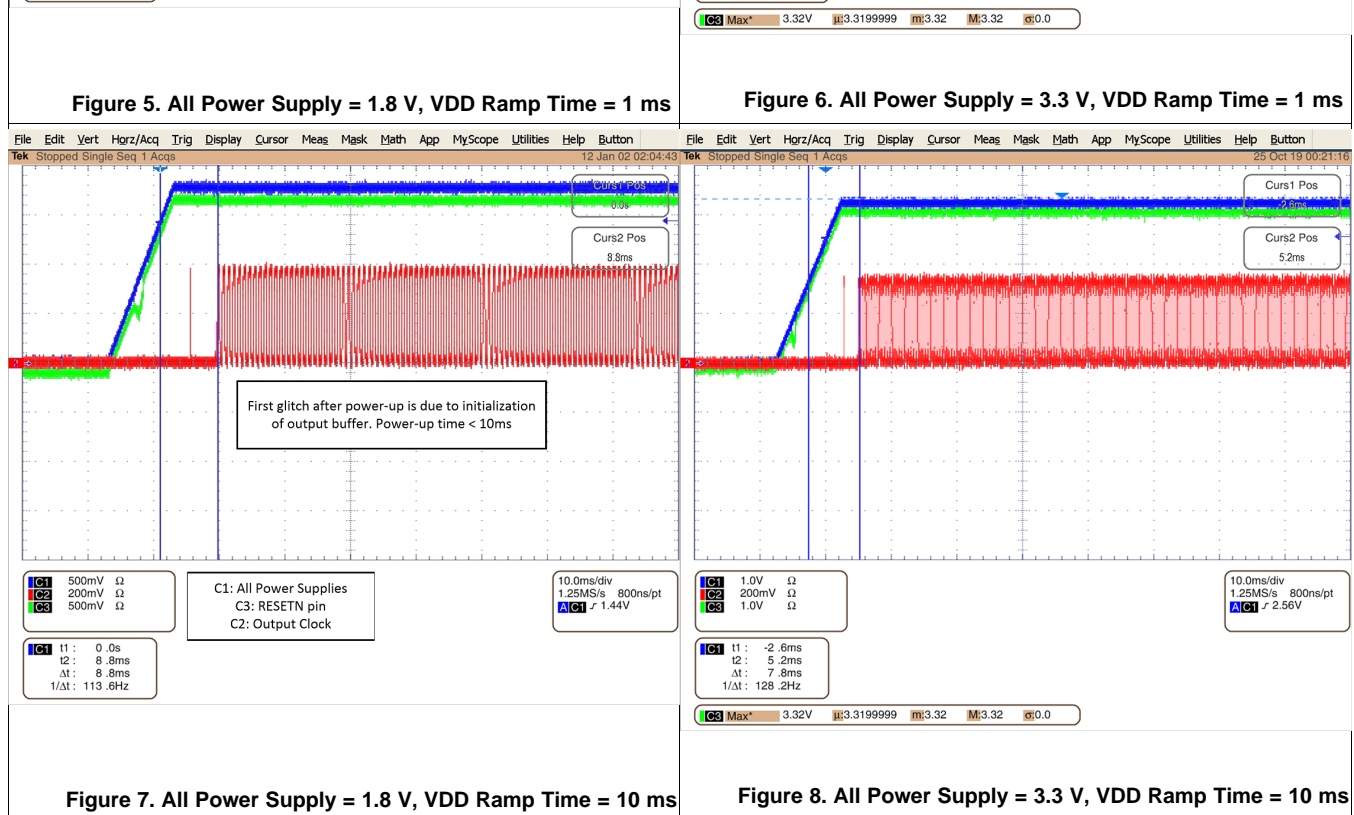 C3 Max* 3.32V µ:3.3199999 m:3.32 M:3.32 σ:0.0
Figure 5. All Power Supply = 1.8 V, VDD Ramp Time = 1 ms
Figure 6. All Power Supply = 3.3 V, VDD Ramp Time = 1 ms
File Edit Vert Horz/Acq Trig Display Cursor Meas Mask Math App MyScope Utilities Help Button
Tek Stopped Single Seq 1 Acqs 12 Jan 02 02:04:43
Curs1 Pos
0.0s
Curs2 Pos
8.8ms
First glitch after power-up is due to initialization
of output buffer. Power-up time < 10ms
C1 500mV Ω
C2 200mV Ω
C3 500mV Ω
C1: All Power Supplies
C3: RESETN pin
C2: Output Clock
10.0ms/div
1.25MS/s 800ns/pt
A C1 ⌐ 1.44V
C1 t1 : 0 .0s
t2 : 8 .8ms
Δt : 8 .8ms
1/Δt : 113 .6Hz
File Edit Vert Horz/Acq Trig Display Cursor Meas Mask Math App MyScope Utilities Help Button
Tek Stopped Single Seq 1 Acqs 25 Oct 19 00:21:16
Curs1 Pos
-2.6ms
Curs2 Pos
5.2ms
C1 1.0V Ω
C2 200mV Ω
C3 1.0V Ω
10.0ms/div
1.25MS/s 800ns/pt
A C1 ⌐ 2.56V
C1 t1 : -2 .6ms
t2 : 5 .2ms
Δt : 7 .8ms
1/Δt : 128 .2Hz
C3 Max* 3.32V µ:3.3199999 m:3.32 M:3.32 σ:0.0
Figure 7. All Power Supply = 1.8 V, VDD Ramp Time = 10 ms
Figure 8. All Power Supply = 3.3 V, VDD Ramp Time = 10 ms